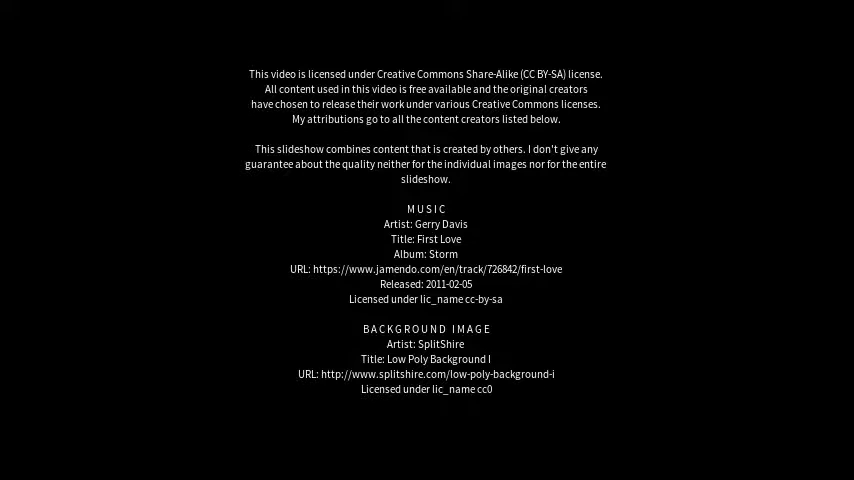 This video is licensed under Creative Commons Share-Alike (CC BY-SA) license.
All content used in this video is free available and the original creators
have chosen to release their work under various Creative Commons licenses.
My attributions go to all the content creators listed below.
This slideshow combines content that is created by others. I don't give any
guarantee about the quality neither for the individual images nor for the entire
slideshow.
MUSIC
Artist: Gerry Davis
Title: First Love
Album: Storm
URL: https://www.jamendo.com/en/track/726842/first-love
Released: 2011-02-05
Licensed under lic_name cc-by-sa
BACKGROUND IMAGE
Artist: SplitShire
Title: Low Poly Background I
URL: http://www.splitshire.com/low-poly-background-i
Licensed under lic_name cc0